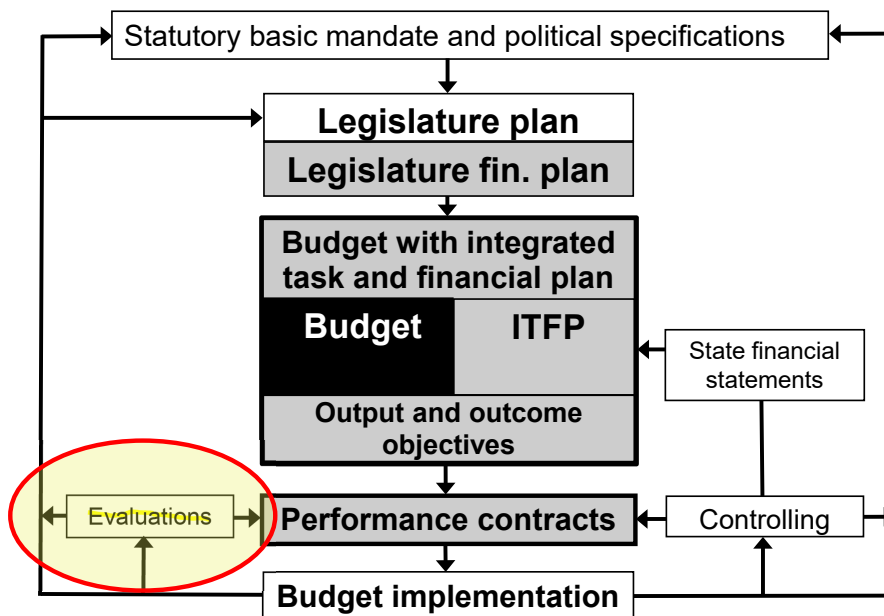 Statutory basic mandate and political specifications
Legislature plan
Legislature fin. plan
Budget with integrated
task and financial plan
Budget
ITFP
State financial
statements
Output and outcome
objectives
Evaluations
Performance contracts
Controlling
Budget implementation